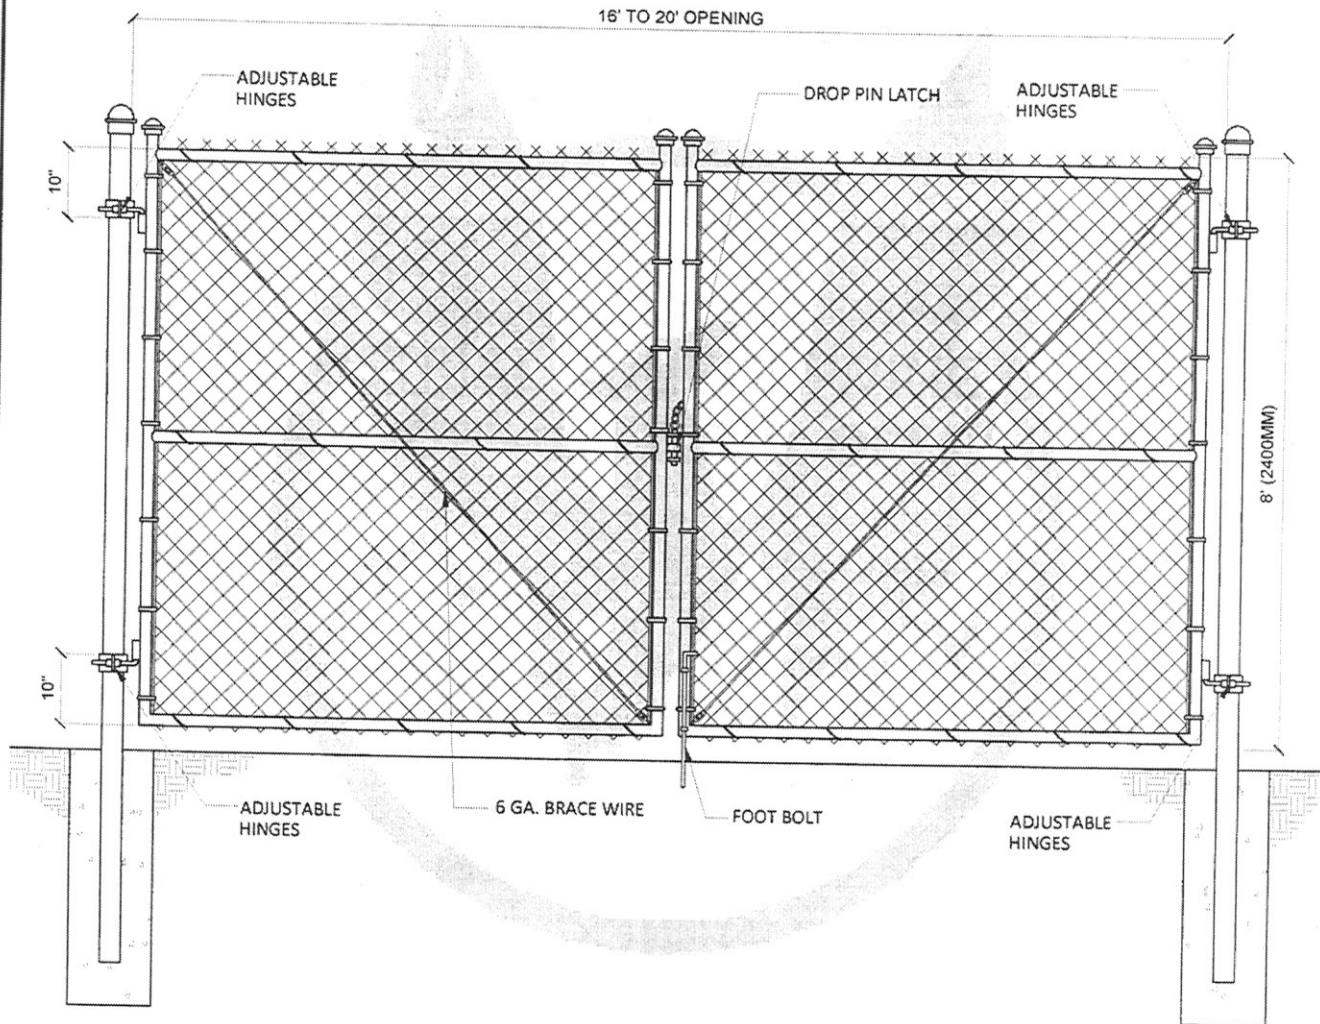 16' TO 20' OPENING
ADJUSTABLE
HINGES
DROP PIN LATCH
ADJUSTABLE
HINGES
10"
8' (2400MM)
10"
ADJUSTABLE
HINGES
6 GA. BRACE WIRE
FOOT BOLT
ADJUSTABLE
HINGES